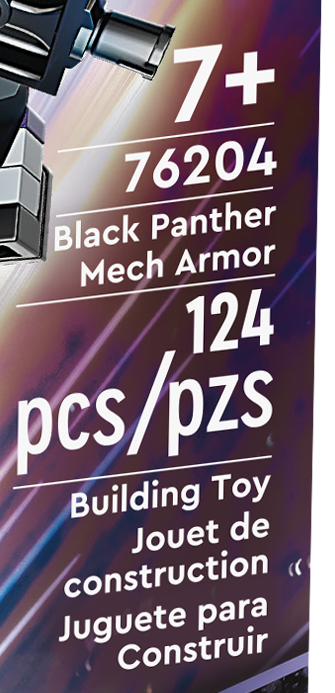 7+
76204
Black Panther
Mech Armor
124
pcs/pzs
Building Toy
Jouet de
construction
Juguete para
Construir